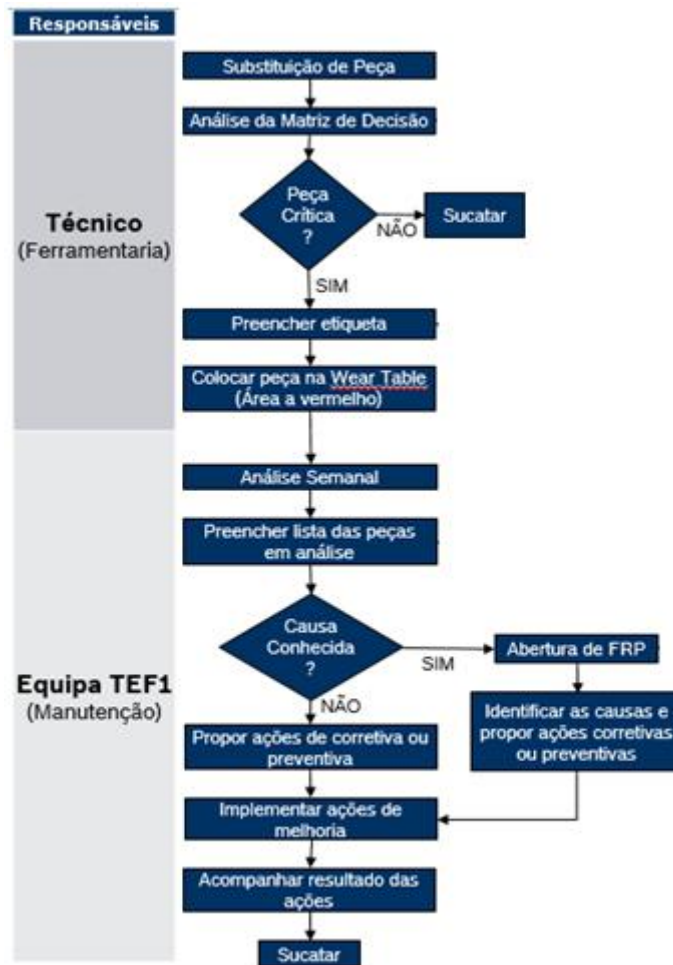 Responsáveis
Técnico
(Ferramentaria)
Substituição de Peça
Análise da Matriz de Decisão
Peça
Crítica
?
NÃO
Sucatar
SIM
Preencher etiqueta
Colocar peça na Wear Table
(Área a vermelho)
Equipa TEF1
(Manutenção)
Análise Semanal
Preencher lista das peças
em análise
Causa
Conhecida
?
SIM
Abertura de FRP
Identificar as causas e
propor ações corretivas
ou preventivas
NÃO
Propor ações de corretiva ou
preventiva
Implementar ações de
melhoria
Acompanhar resultado das
ações
Sucatar